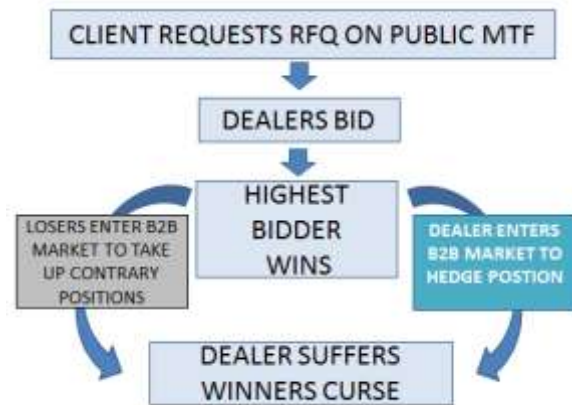 CLIENT REQUESTS RFQ ON PUBLIC MTF
DEALERS BID
HIGHEST
BIDDER
WINS
LOSERS ENTER B2B
MARKET TO TAKE
UP CONTRARY
POSITIONS
DEALER ENTERS
B2B MARKET TO
HEDGE POSTION
DEALER SUFFERS
WINNERS CURSE